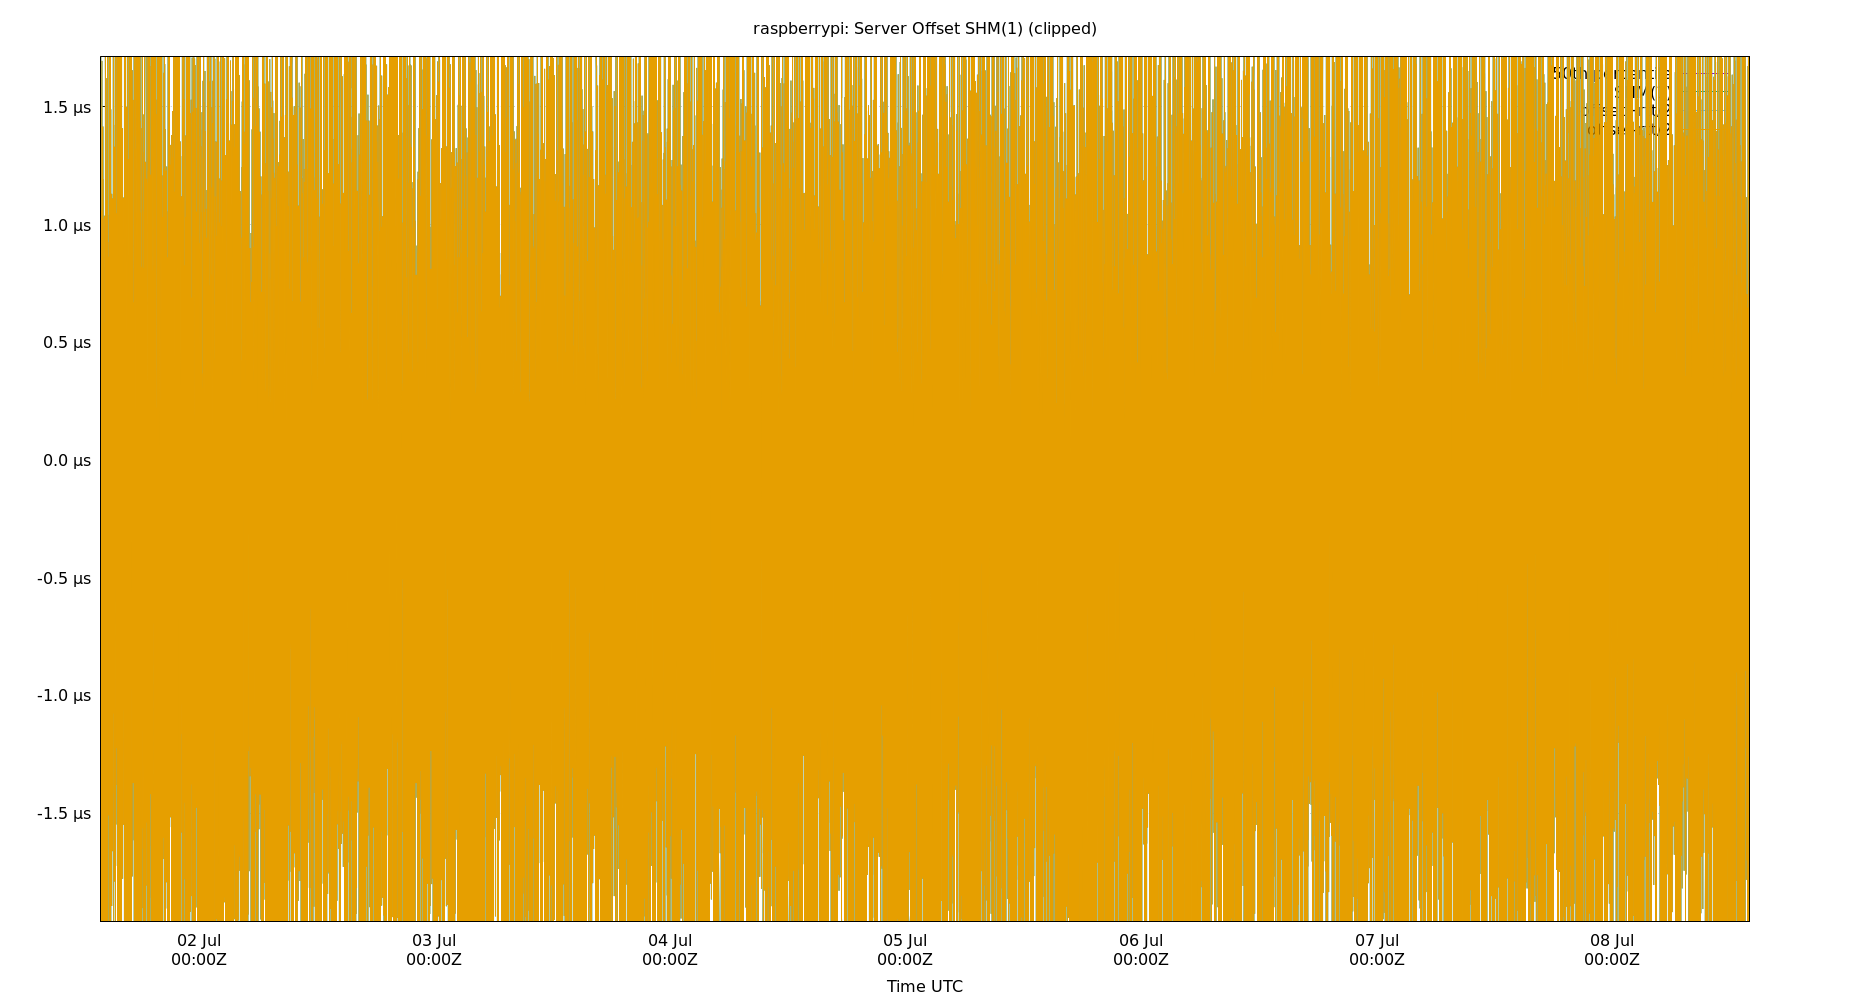 raspberrypi: Server Offset SHM(1) (clipped)
1.5 µs
1.0 µs
0.5 µs
0.0 µs
-0.5 µs
-1.0 µs
-1.5 µs
02 Jul
00:00Z
03 Jul
00:00Z
04 Jul
00:00Z
05 Jul
00:00Z
06 Jul
00:00Z
07 Jul
00:00Z
08 Jul
00:00Z
Time UTC